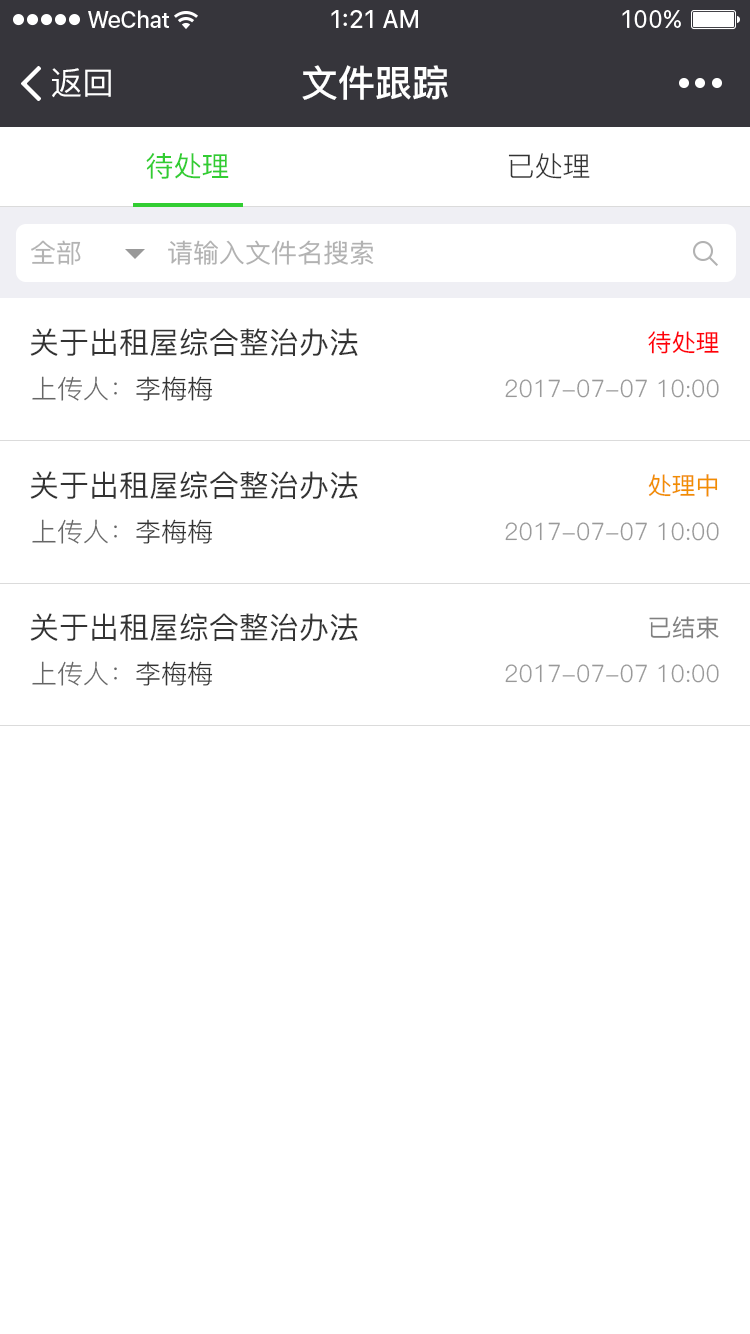 WeChat 1:21 AM 100%
返回 文件跟踪
待处理 已处理
全部 请输入文件名搜索
关于出租屋综合整治办法 待处理
上传人：李梅梅 2017-07-07 10:00
关于出租屋综合整治办法 处理中
上传人：李梅梅 2017-07-07 10:00
关于出租屋综合整治办法 已结束
上传人：李梅梅 2017-07-07 10:00